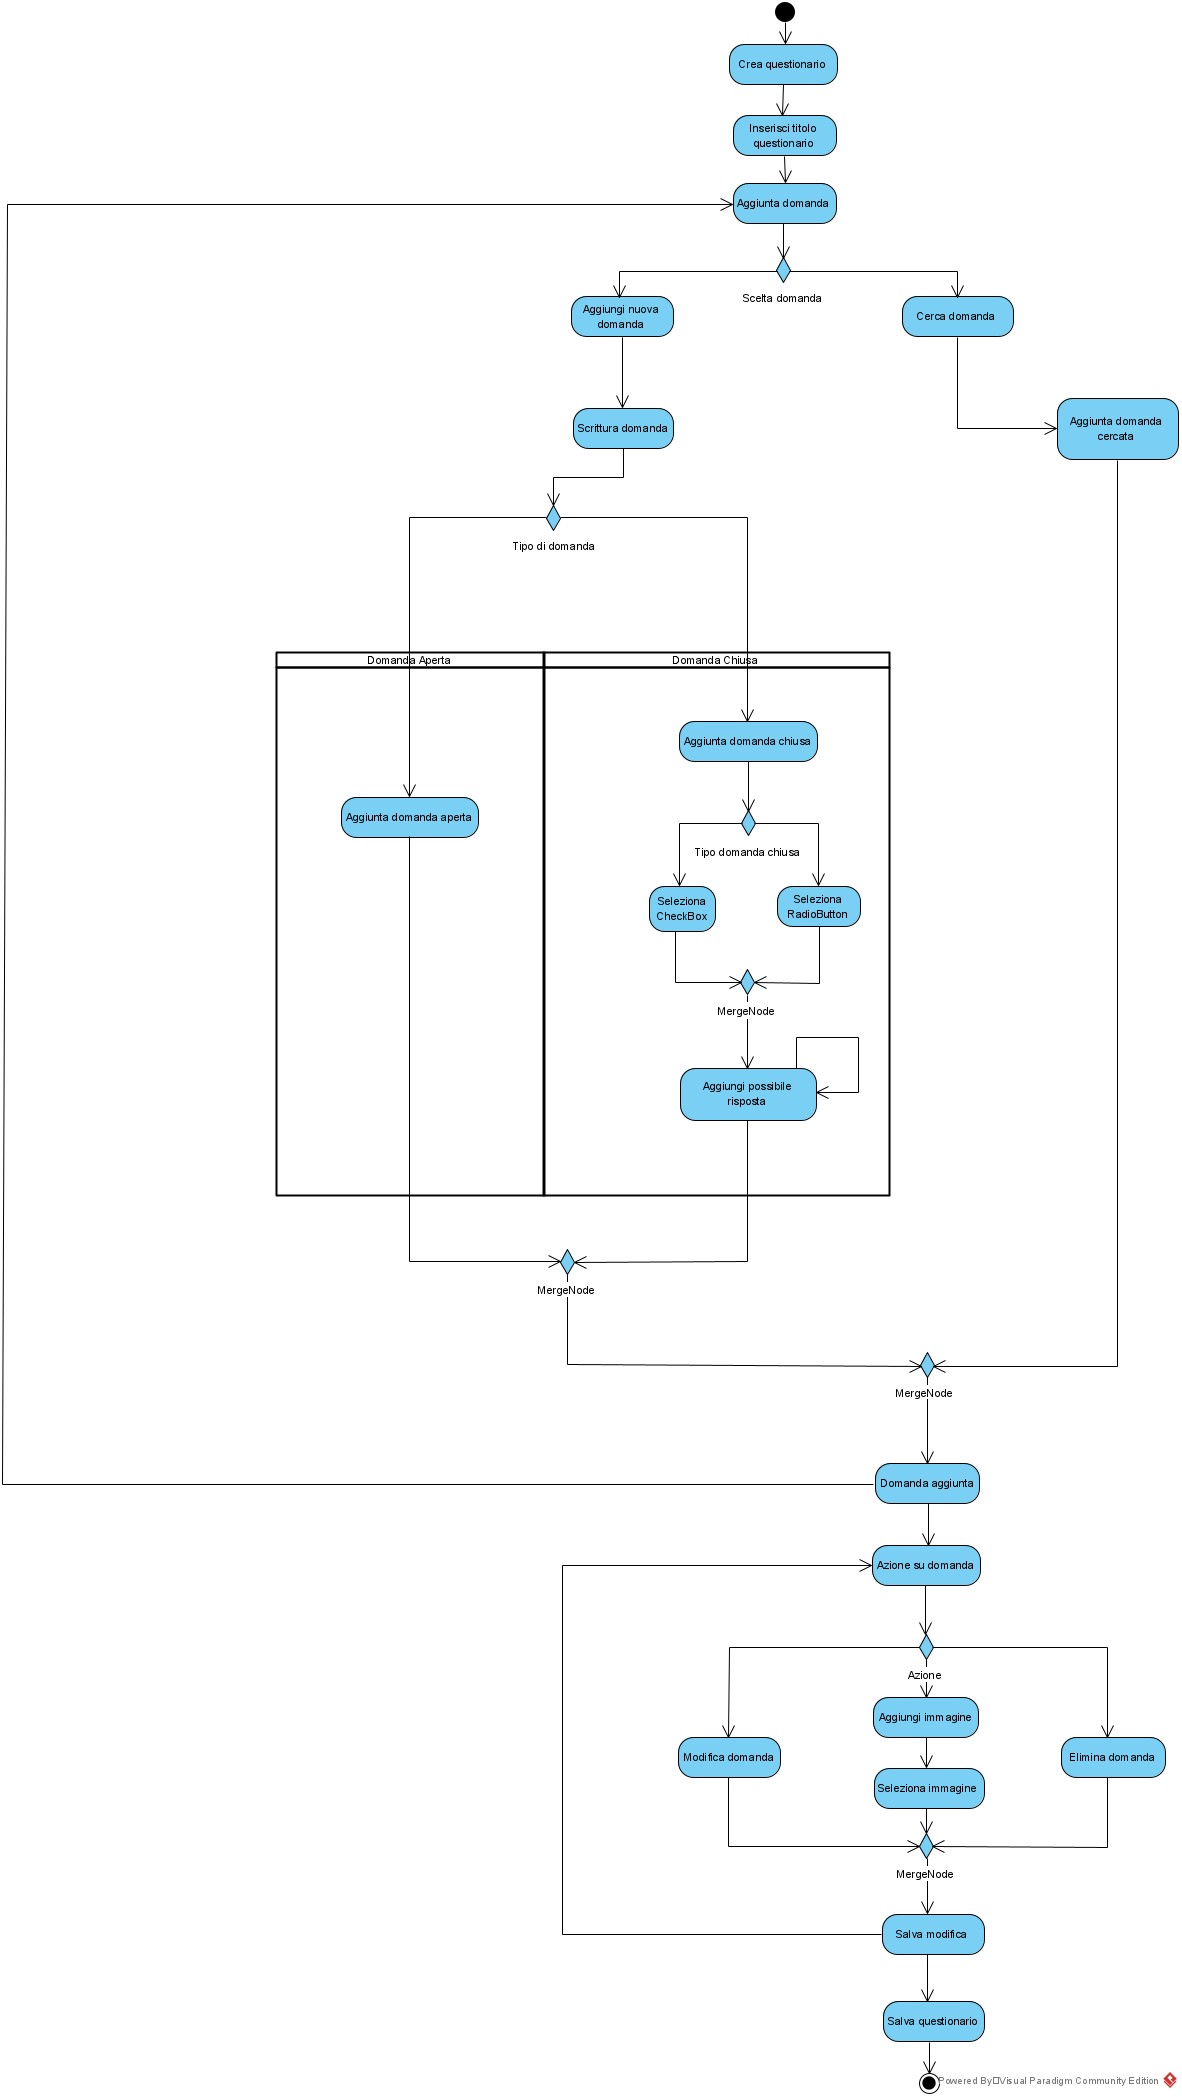 Crea questionario
Inserisci titolo
questionario
Aggiunta domanda
Scelta domanda
Aggiungi nuova
domanda
Cerca domanda
Scrittura domanda
Aggiunta domanda
cercata
Tipo di domanda
Domanda Aperta
Domanda Chiusa
Aggiunta domanda chiusa
Aggiunta domanda aperta
Tipo domanda chiusa
Seleziona
CheckBox
Seleziona
RadioButton
MergeNode
Aggiungi possibile
risposta
MergeNode
MergeNode
Domanda aggiunta
Azione su domanda
Azione
Aggiungi immagine
Modifica domanda
Elimina domanda
Seleziona immagine
MergeNode
Salva modifica
Salva questionario
Powered By Visual Paradigm Community Edition